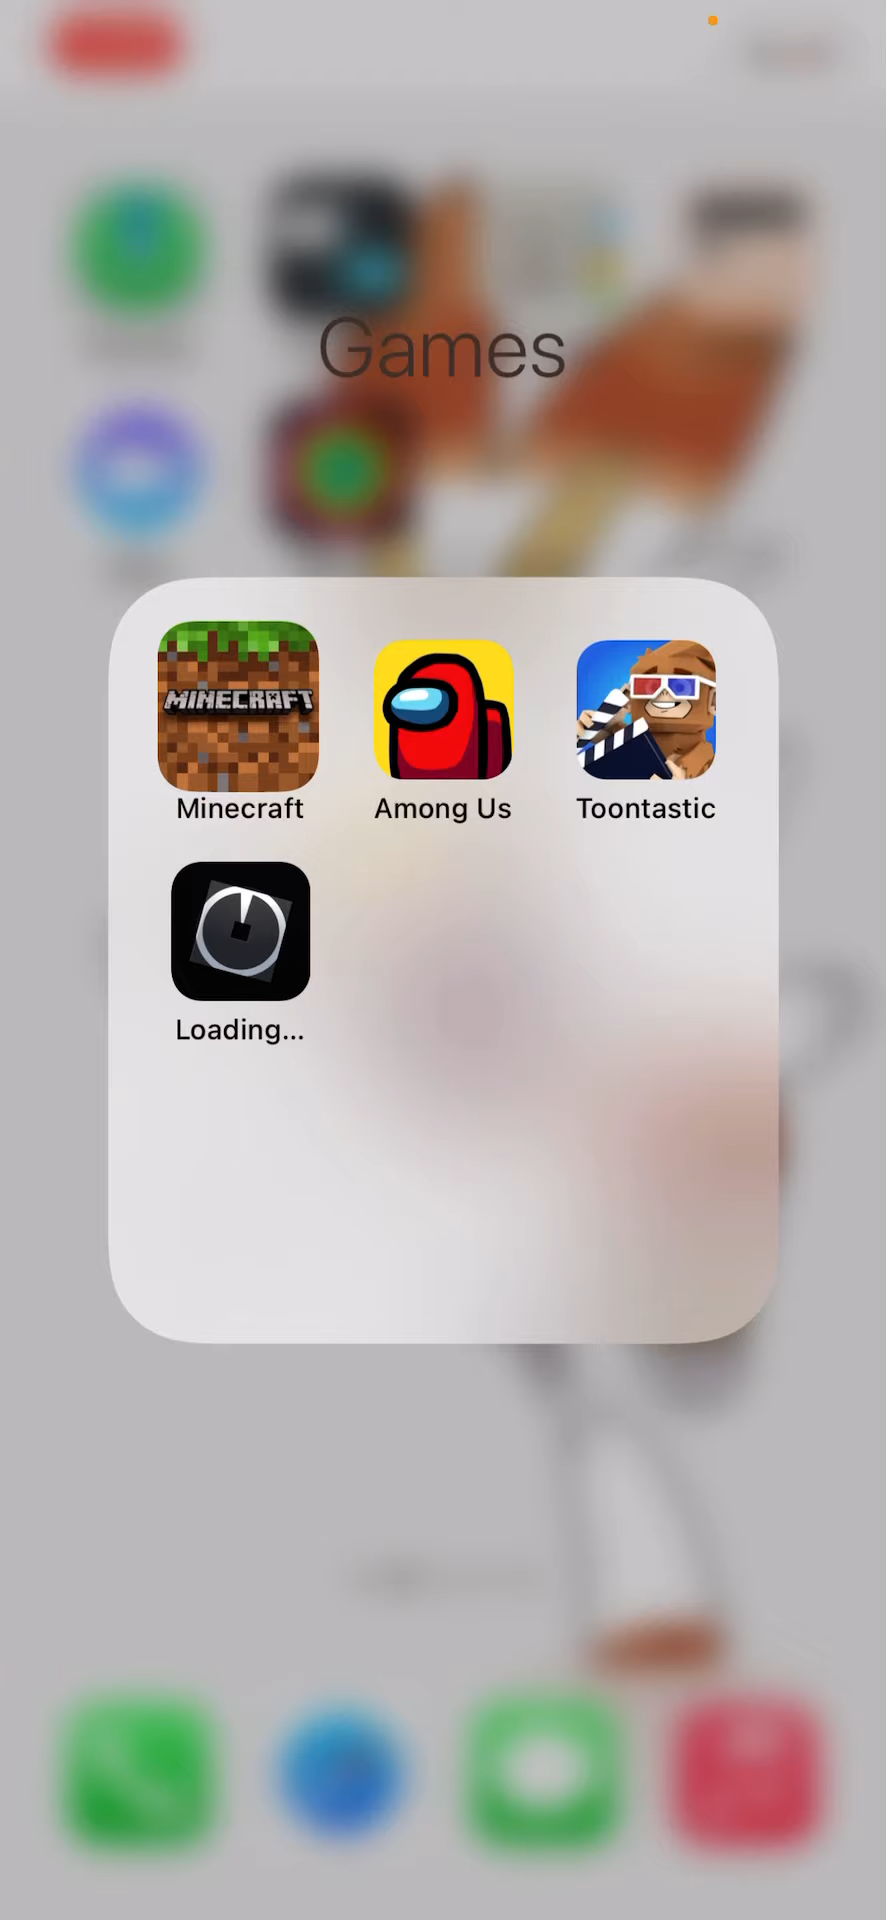 Games
MINECRAFT
Minecraft
Among Us
Toontastic
Loading...